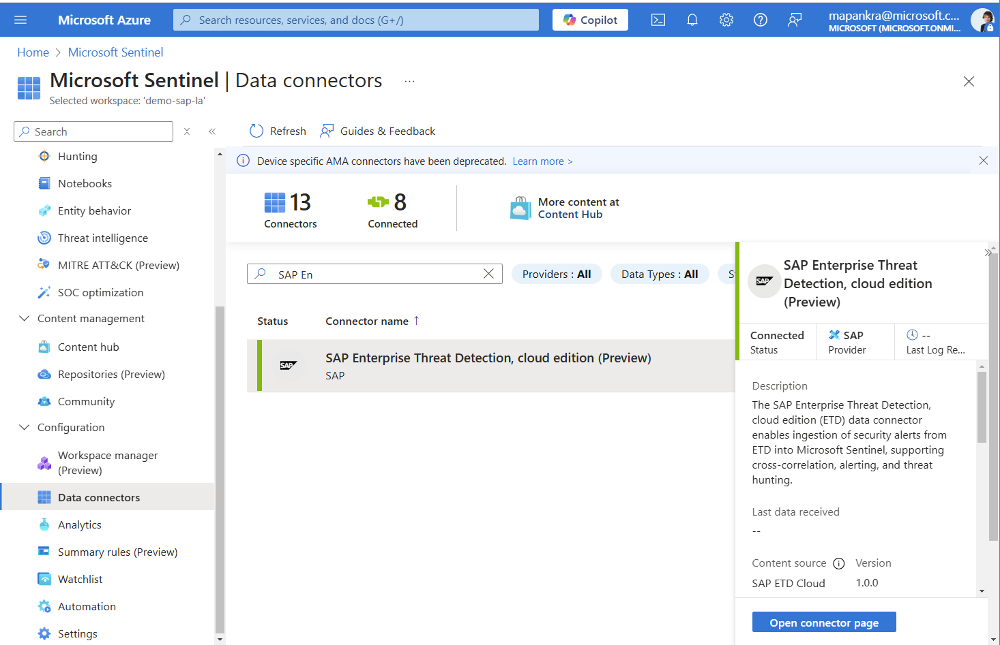 Microsoft Azure
Search resources, services, and docs (G+/)
Copilot
mapankra@microsoft.c...
MICROSOFT (MICROSOFT.ONMI...
Home > Microsoft Sentinel
Microsoft Sentinel | Data connectors ...
Selected workspace: 'demo-sap-la'
Search
Refresh
Guides & Feedback
Hunting
Notebooks
Entity behavior
Threat intelligence
MITRE ATT&CK (Preview)
SOC optimization
Content management
Content hub
Repositories (Preview)
Community
Configuration
Workspace manager
(Preview)
Data connectors
Analytics
Summary rules (Preview)
Watchlist
Automation
Settings
Device specific AMA connectors have been deprecated. Learn more >
13
Connectors
8
Connected
More content at
Content Hub
SAP En
Providers : All
Data Types : All
Status
Connector name ↑
SAP
SAP Enterprise Threat Detection, cloud edition (Preview)
SAP
SAP
SAP Enterprise Threat
Detection, cloud edition
(Preview)
Connected
Status
SAP
Provider
--
Last Log Re...
Description
The SAP Enterprise Threat Detection,
cloud edition (ETD) data connector
enables ingestion of security alerts from
ETD into Microsoft Sentinel, supporting
cross-correlation, alerting, and threat
hunting.
Last data received
--
Content source
Version
SAP ETD Cloud
1.0.0
Open connector page